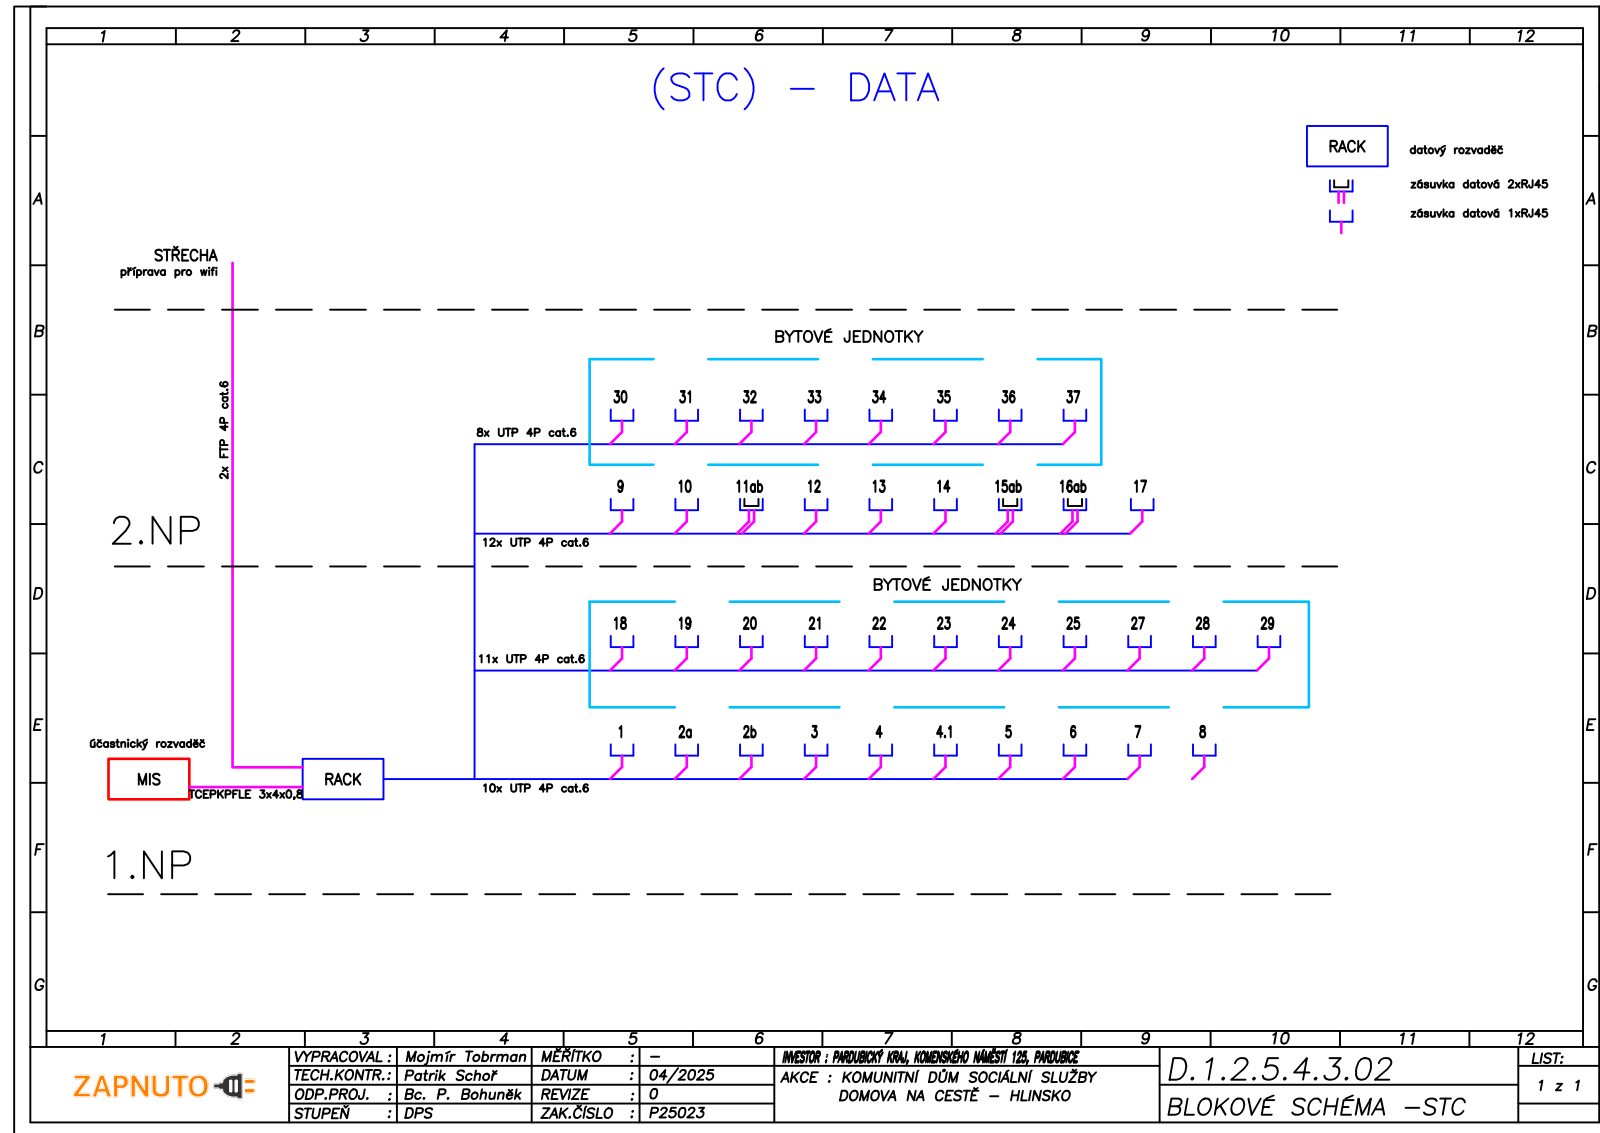 1 2 3 4 5 6 7 8 9 10 11 12
(STC) – DATA
RACK datový rozvaděč
zásuvka datová 2xRJ45
zásuvka datová 1xRJ45
A A
STŘECHA
příprava pro wifi
B B
BYTOVÉ JEDNOTKY
2x FTP 4P cat.6
30 31 32 33 34 35 36 37
8x UTP 4P cat.6
C C
9 10 11ab 12 13 14 15ab 16ab 17
2.NP
12x UTP 4P cat.6
BYTOVÉ JEDNOTKY
D D
18 19 20 21 22 23 24 25 27 28 29
11x UTP 4P cat.6
E E
1 2a 2b 3 4 4.1 5 6 7 8
účastnický rozvaděč
MIS RACK
10x UTP 4P cat.6
TCEPKPFLE 3x4x0,8
F F
1.NP
G G
1 2 3 4 5 6 7 8 9 10 11 12
ZAPNUTO
VYPRACOVAL : Mojmír Tobrman MĚŘÍTKO : –
TECH.KONTR.: Patrik Schoř DATUM : 04/2025
ODP.PROJ. : Bc. P. Bohuněk REVIZE : 0
STUPEŇ : DPS ZAK.ČÍSLO : P25023
INVESTOR : PARDUBICKÝ KRAJ, KOMENSKÉHO NÁMĚSTÍ 125, PARDUBICE
AKCE : KOMUNITNÍ DŮM SOCIÁLNÍ SLUŽBY
DOMOVA NA CESTĚ – HLINSKO
D.1.2.5.4.3.02
BLOKOVÉ SCHÉMA –STC
LIST:
1 z 1